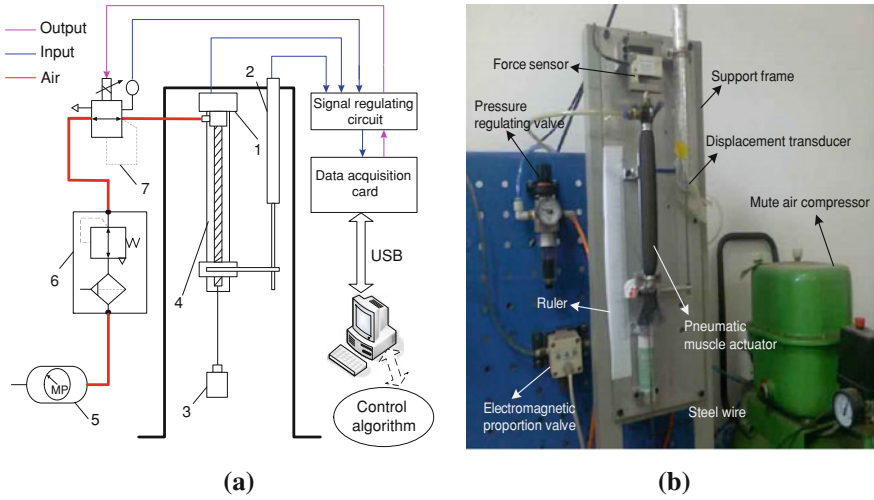 Output
Input
Air
2
1
Signal regulating
circuit
Data acquisition
card
7
4
6
USB
MP
5
3
Control
algorithm
(a)
Force sensor
Support frame
Pressure
regulating valve
Displacement transducer
Mute air compressor
Ruler
Pneumatic
muscle actuator
Electromagnetic
proportion valve
Steel wire
(b)